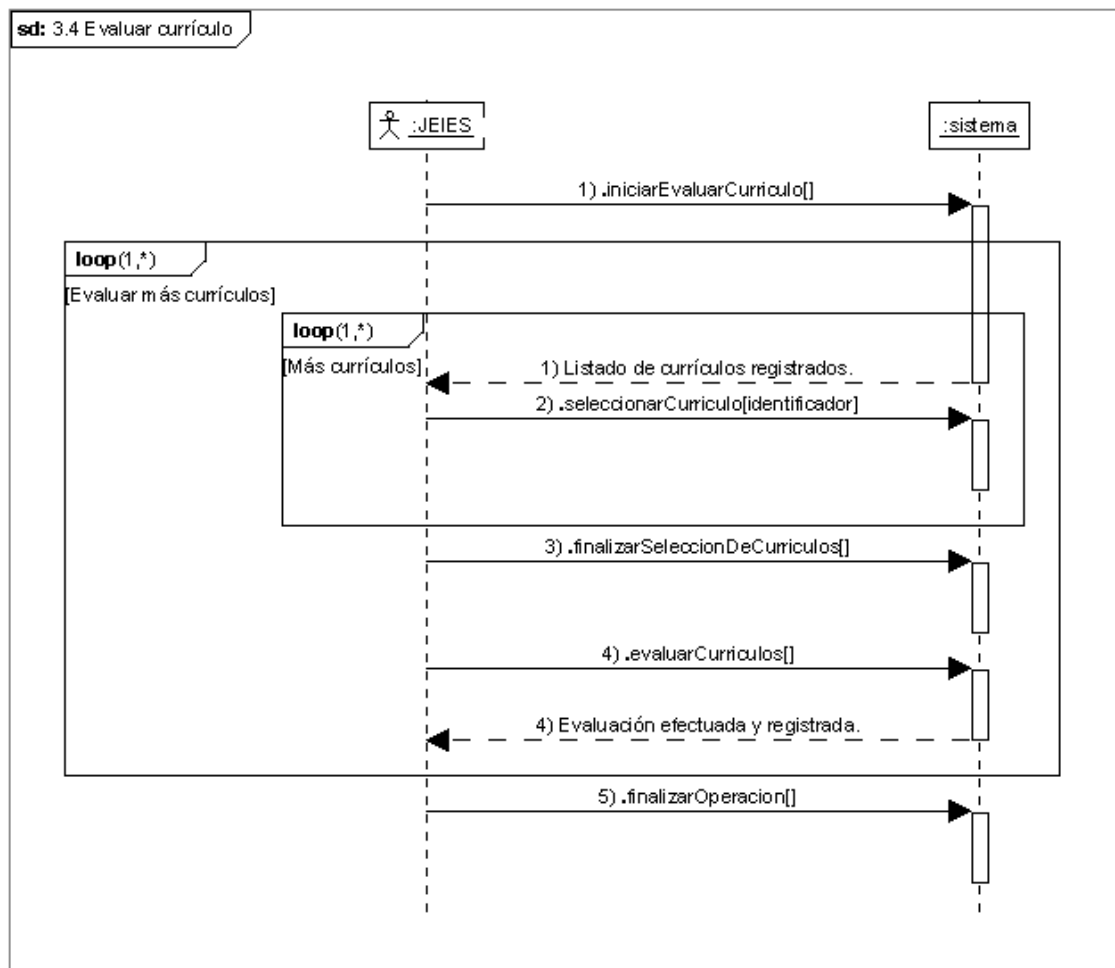 sd: 3.4 Evaluar currículo
:JEIES
:sistema
1) .iniciarEvaluarCurriculo[]
loop(1,*)
[Evaluar más currículos]
loop(1,*)
[Más currículos]
1) Listado de currículos registrados.
2) .seleccionarCurriculo[identificador]
3) .finalizarSeleccionDeCurriculos[]
4) .evaluarCurriculos[]
4) Evaluación efectuada y registrada.
5) .finalizarOperacion[]